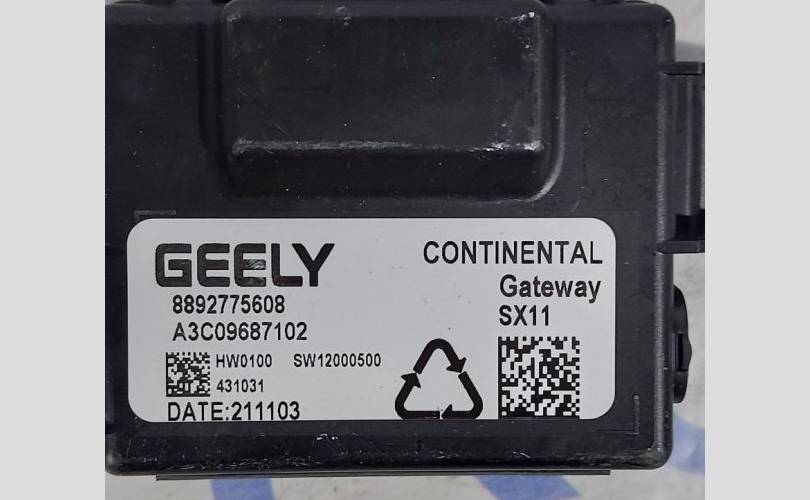 GEELY
8892775608
A3C09687102
HW0100 SW12000500
431031
DATE:211103
CONTINENTAL
Gateway
SX11